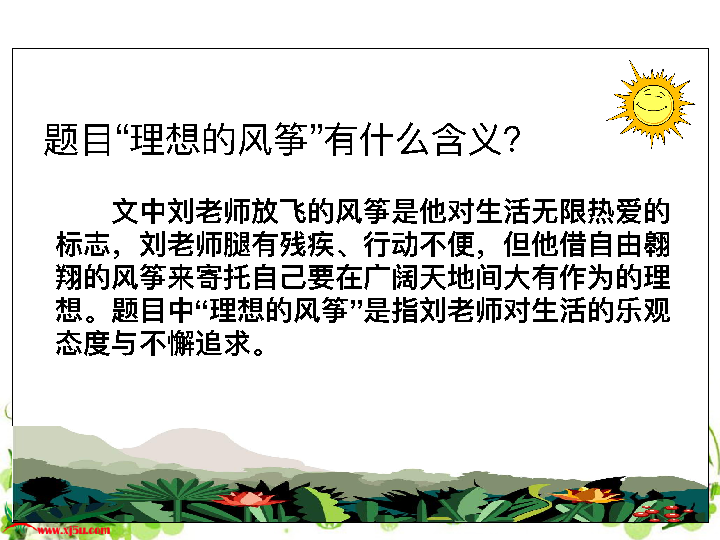 题目“理想的风筝”有什么含义?
文中刘老师放飞的风筝是他对生活无限热爱的
标志，刘老师腿有残疾、行动不便，但他借自由翱
翔的风筝来寄托自己要在广阔天地间大有作为的理
想。题目中“理想的风筝”是指刘老师对生活的乐观
态度与不懈追求。
www.xj5u.com